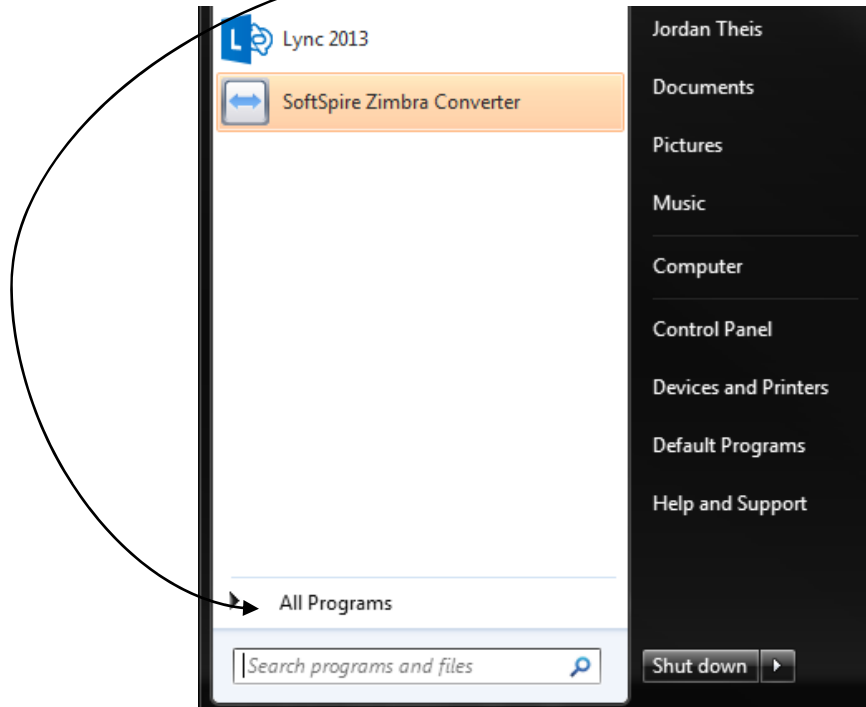 Lync 2013
SoftSpire Zimbra Converter
All Programs
Search programs and files
Jordan Theis
Documents
Pictures
Music
Computer
Control Panel
Devices and Printers
Default Programs
Help and Support
Shut down